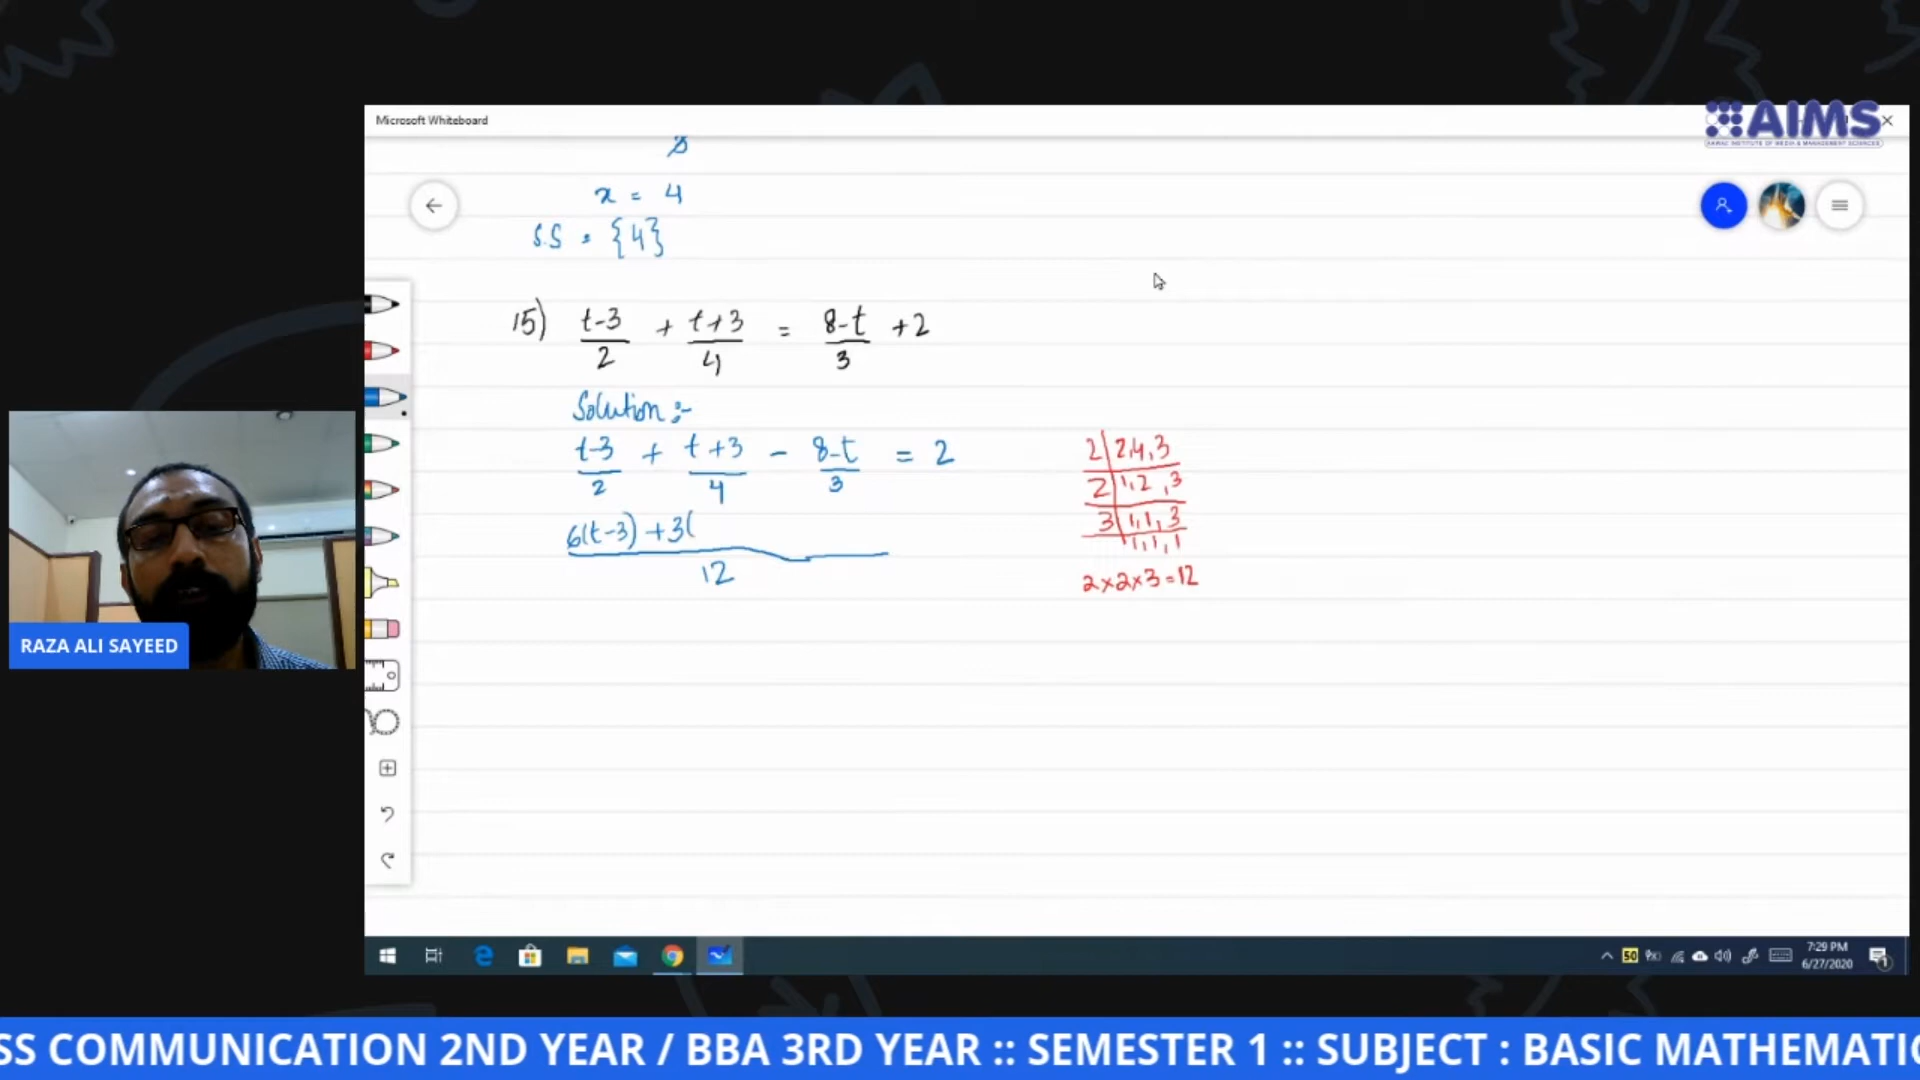 AIMS
Microsoft Whiteboard
x = 4
S.S = {4}
15) t-3/2 + t+3/4 = 8-t/3 +2
Solution :-
t-3/2 + t+3/4 - 8-t/3 = 2
6(t-3) +3(
12
2 | 2,4,3
2 | 1,2,3
3 | 1,1,3
1,1,1
2×2×3=12
RAZA ALI SAYEED
50
7:29 PM
6/27/2020
SS COMMUNICATION 2ND YEAR / BBA 3RD YEAR :: SEMESTER 1 :: SUBJECT : BASIC MATHEMATIC